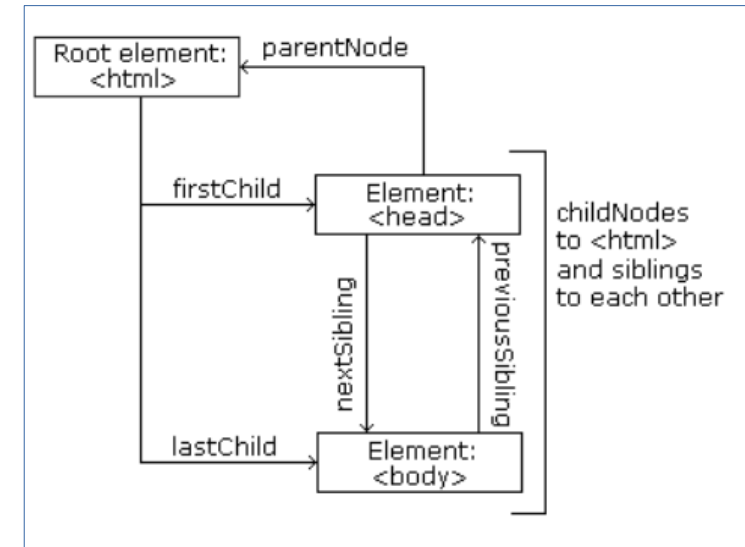 Root element:
<html>
parentNode
firstChild
Element:
<head>
childNodes
to <html>
and siblings
to each other
nextSibling
previousSibling
lastChild
Element:
<body>